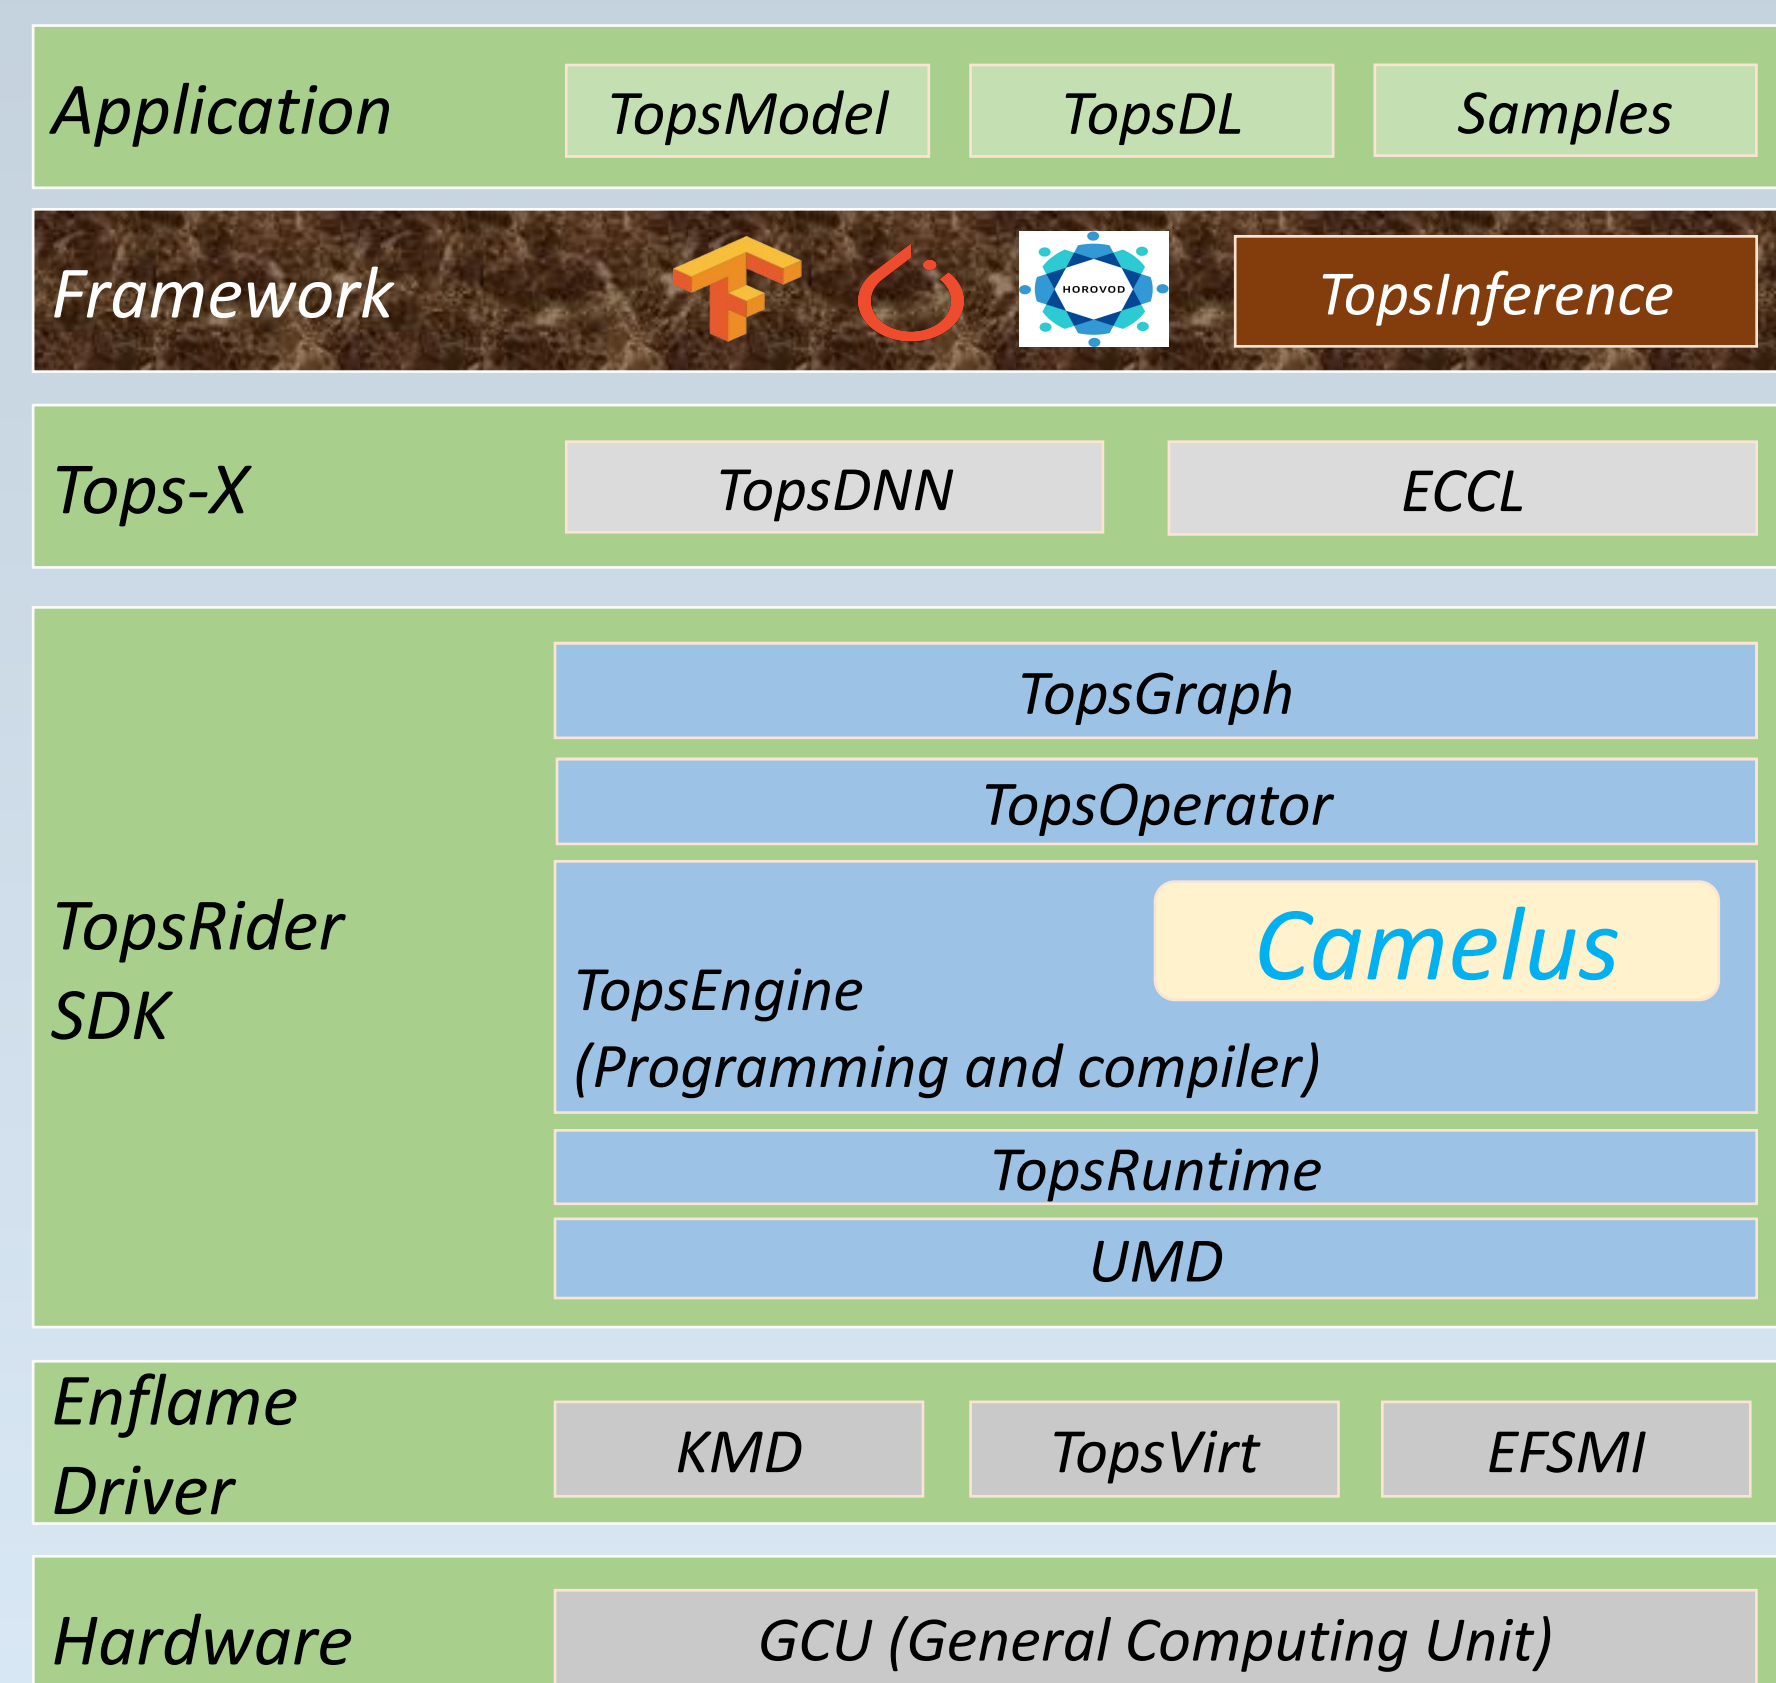 Application
TopsModel
TopsDL
Samples
Framework
HOROVOD
TopsInference
Tops-X
TopsDNN
ECCL
TopsRider
SDK
TopsGraph
TopsOperator
Camelus
TopsEngine
(Programming and compiler)
TopsRuntime
UMD
Enflame
Driver
KMD
TopsVirt
EFSMI
Hardware
GCU (General Computing Unit)